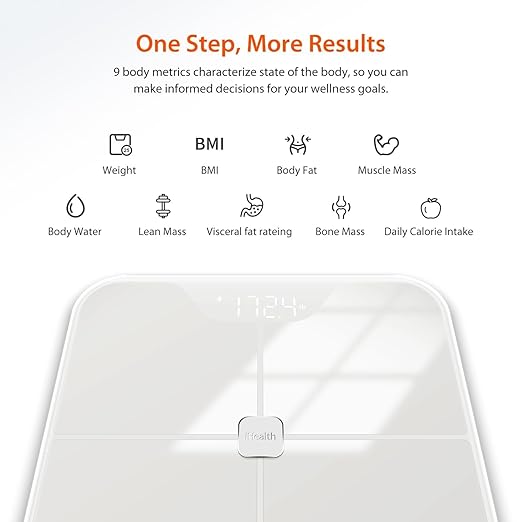 One Step, More Results
9 body metrics characterize state of the body, so you can
make informed decisions for your wellness goals.
25
BMI
Weight
BMI
Body Fat
Muscle Mass
Body Water
Lean Mass
Visceral fat rateing
Bone Mass
Daily Calorie Intake
172.4
iHealth